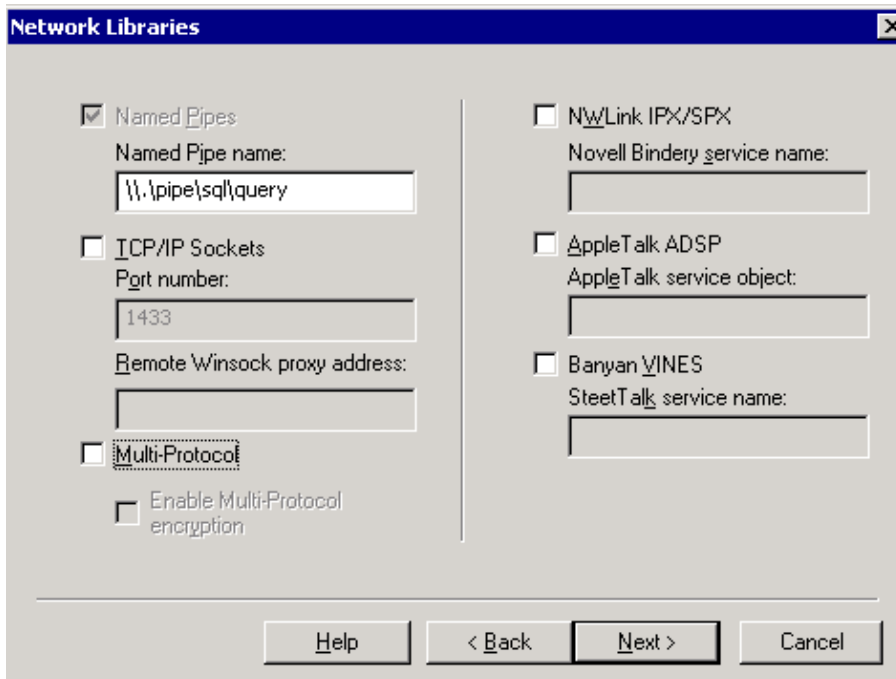 Network Libraries
Named Pipes
Named Pipe name:
\\.\pipe\sql\query
TCP/IP Sockets
Port number:
1433
Remote Winsock proxy address:
Multi-Protocol
Enable Multi-Protocol
encryption
NWLink IPX/SPX
Novell Bindery service name:
AppleTalk ADSP
AppleTalk service object:
Banyan VINES
SteetTalk service name:
Help
< Back
Next >
Cancel